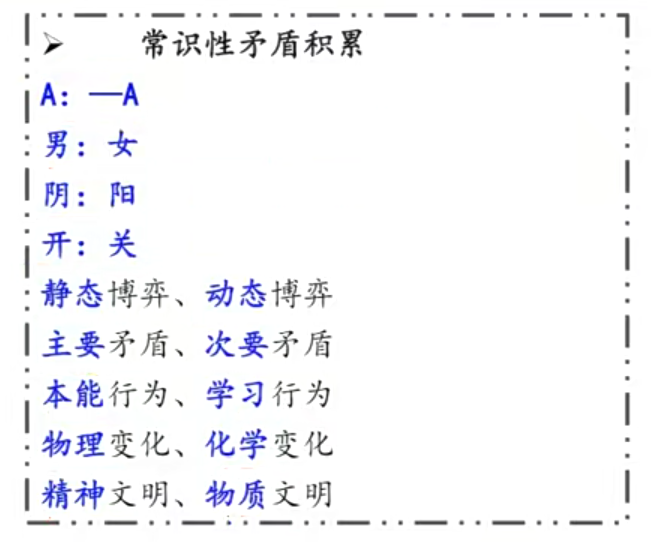 ➢ 常识性矛盾积累
A：—A
男：女
阴：阳
开：关
静态博弈、动态博弈
主要矛盾、次要矛盾
本能行为、学习行为
物理变化、化学变化
精神文明、物质文明